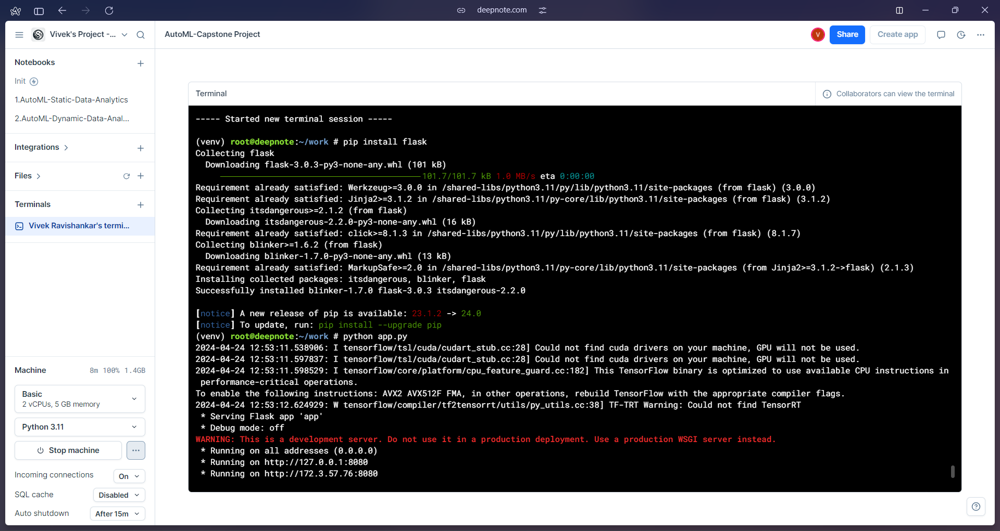 deepnote.com
Vivek's Project -...
AutoML-Capstone Project
V
Share
Create app
Notebooks
Init
1.AutoML-Static-Data-Analytics
2.AutoML-Dynamic-Data-Anal...
Integrations
Files
Terminals
Vivek Ravishankar's termi...
Machine
8m 100% 1.4GB
Basic
2 vCPUs, 5 GB memory
Python 3.11
Stop machine
Incoming connections
On
SQL cache
Disabled
Auto shutdown
After 15m
Terminal
Collaborators can view the terminal
----- Started new terminal session -----
(venv) root@deepnote:~/work # pip install flask
Collecting flask
Downloading flask-3.0.3-py3-none-any.whl (101 kB)
101.7/101.7 kB 1.0 MB/s eta 0:00:00
Requirement already satisfied: Werkzeug>=3.0.0 in /shared-libs/python3.11/py/lib/python3.11/site-packages (from flask) (3.0.0)
Requirement already satisfied: Jinja2>=3.1.2 in /shared-libs/python3.11/py-core/lib/python3.11/site-packages (from flask) (3.1.2)
Collecting itsdangerous>=2.1.2 (from flask)
Downloading itsdangerous-2.2.0-py3-none-any.whl (16 kB)
Requirement already satisfied: click>=8.1.3 in /shared-libs/python3.11/py/lib/python3.11/site-packages (from flask) (8.1.7)
Collecting blinker>=1.6.2 (from flask)
Downloading blinker-1.7.0-py3-none-any.whl (13 kB)
Requirement already satisfied: MarkupSafe>=2.0 in /shared-libs/python3.11/py-core/lib/python3.11/site-packages (from Jinja2>=3.1.2->flask) (2.1.3)
Installing collected packages: itsdangerous, blinker, flask
Successfully installed blinker-1.7.0 flask-3.0.3 itsdangerous-2.2.0
[notice] A new release of pip is available: 23.1.2 -> 24.0
[notice] To update, run: pip install --upgrade pip
(venv) root@deepnote:~/work # python app.py
2024-04-24 12:53:11.538906: I tensorflow/tsl/cuda/cudart_stub.cc:28] Could not find cuda drivers on your machine, GPU will not be used.
2024-04-24 12:53:11.597837: I tensorflow/tsl/cuda/cudart_stub.cc:28] Could not find cuda drivers on your machine, GPU will not be used.
2024-04-24 12:53:11.598529: I tensorflow/core/platform/cpu_feature_guard.cc:182] This TensorFlow binary is optimized to use available CPU instructions in
performance-critical operations.
To enable the following instructions: AVX2 AVX512F FMA, in other operations, rebuild TensorFlow with the appropriate compiler flags.
2024-04-24 12:53:12.624929: W tensorflow/compiler/tf2tensorrt/utils/py_utils.cc:38] TF-TRT Warning: Could not find TensorRT
* Serving Flask app 'app'
* Debug mode: off
WARNING: This is a development server. Do not use it in a production deployment. Use a production WSGI server instead.
* Running on all addresses (0.0.0.0)
* Running on http://127.0.0.1:8080
* Running on http://172.3.57.76:8080